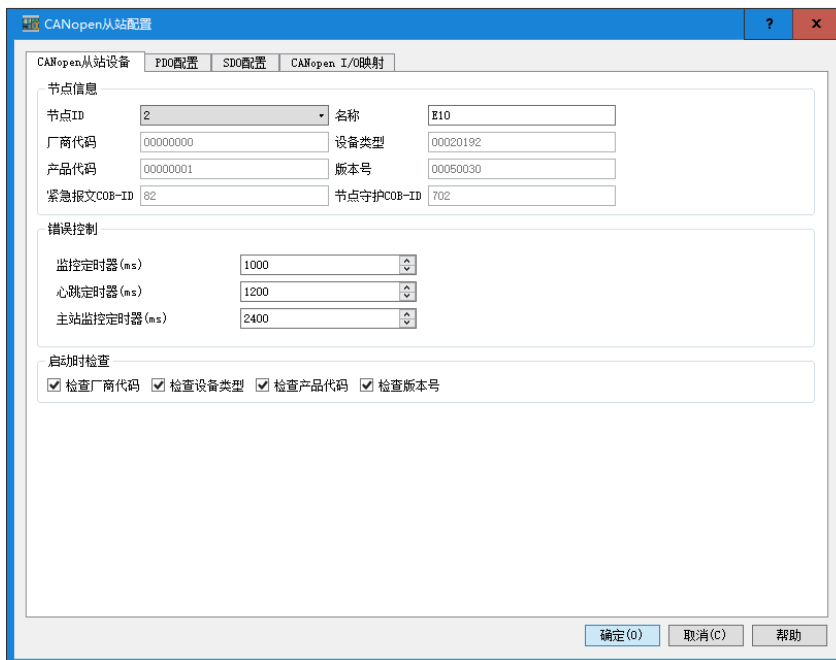 CANopen从站配置
? x
CANopen从站设备 PDO配置 SDO配置 CANopen I/O映射
节点信息
节点ID 2 名称 E10
厂商代码 00000000 设备类型 00020192
产品代码 00000001 版本号 00050030
紧急报文COB-ID 82 节点守护COB-ID 702
错误控制
监控定时器(ms) 1000
心跳定时器(ms) 1200
主站监控定时器(ms) 2400
启动时检查
检查厂商代码 检查设备类型 检查产品代码 检查版本号
确定(O) 取消(C) 帮助